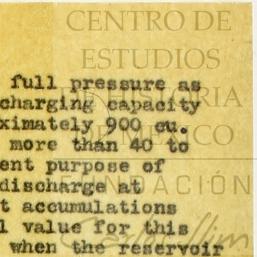 CENTRO DE
ESTUDIOS
full pressure as
charging capacity
ximately 900 cu.
more than 40 to
ent purpose of
discharge at
t accumulations
l value for this
when the reservoir